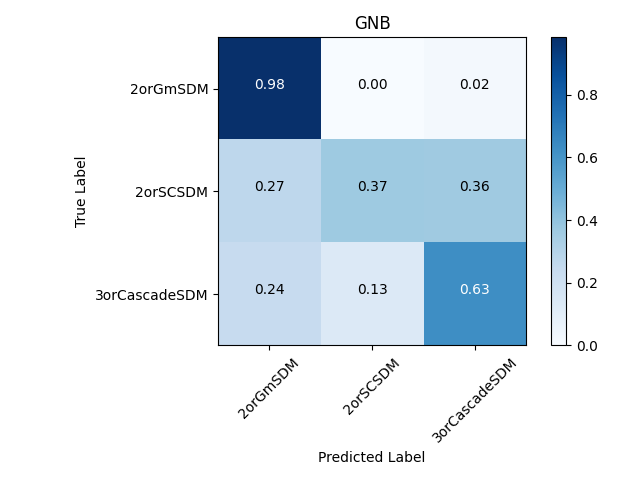 GNB
True Label
2orGmSDM 0.98 0.00 0.02
2orSCSDM 0.27 0.37 0.36
3orCascadeSDM 0.24 0.13 0.63
2orGmSDM 2orSCSDM 3orCascadeSDM
Predicted Label
0.8
0.6
0.4
0.2
0.0